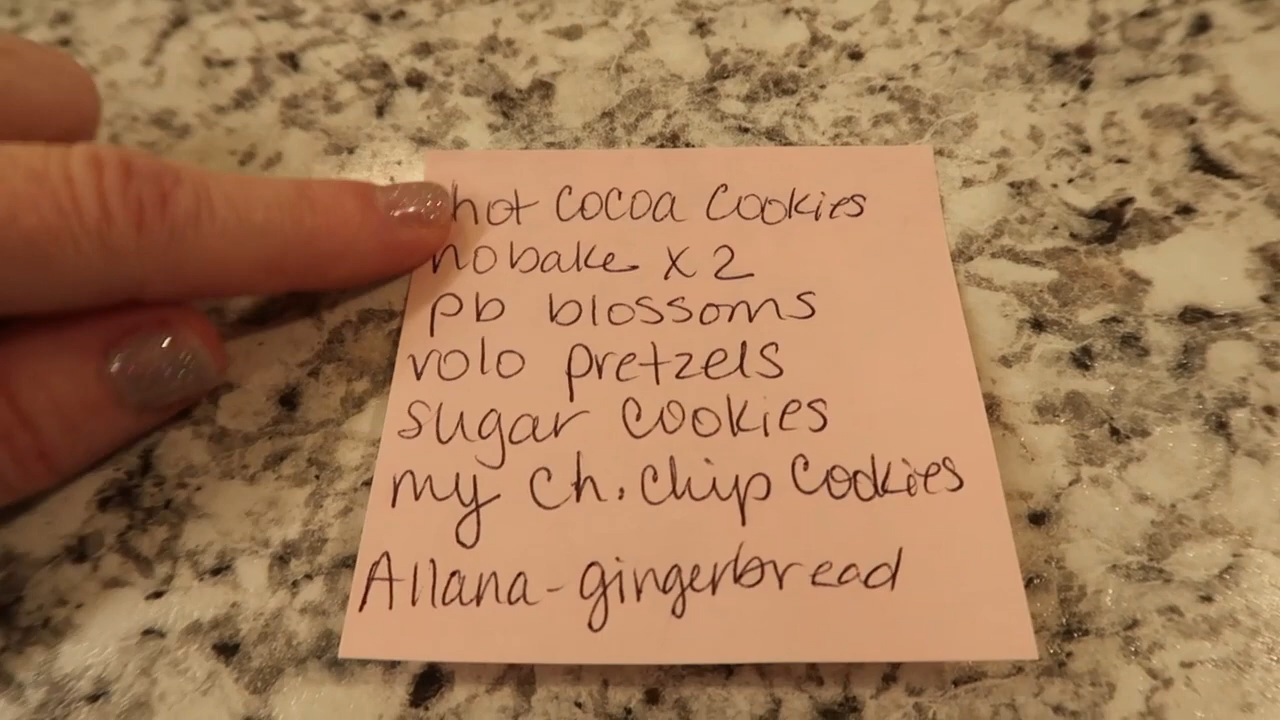 hot cocoa cookies
nobake x 2
pb blossoms
rolo pretzels
sugar cookies
my ch. chip cookies
Allana - gingerbread